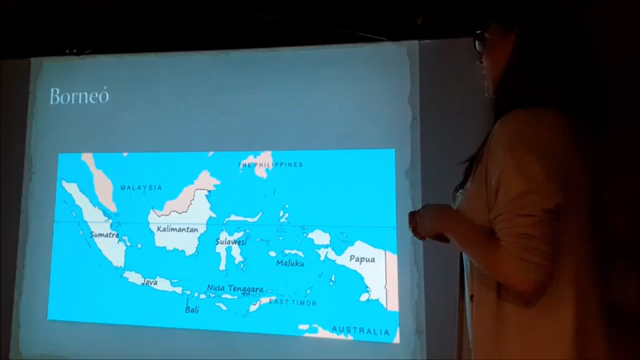 Borneó
THE PHILIPPINES
MALAYSIA
Sumatra
Kalimantan
Sulawesi
Maluku
Papua
Java
Nusa Tenggara
Bali
EAST TIMOR
AUSTRALIA